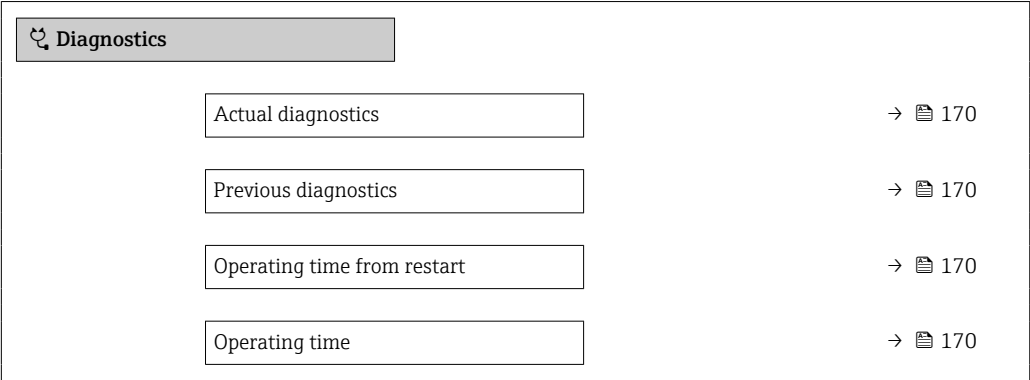 Diagnostics
Actual diagnostics → 170
Previous diagnostics → 170
Operating time from restart → 170
Operating time → 170